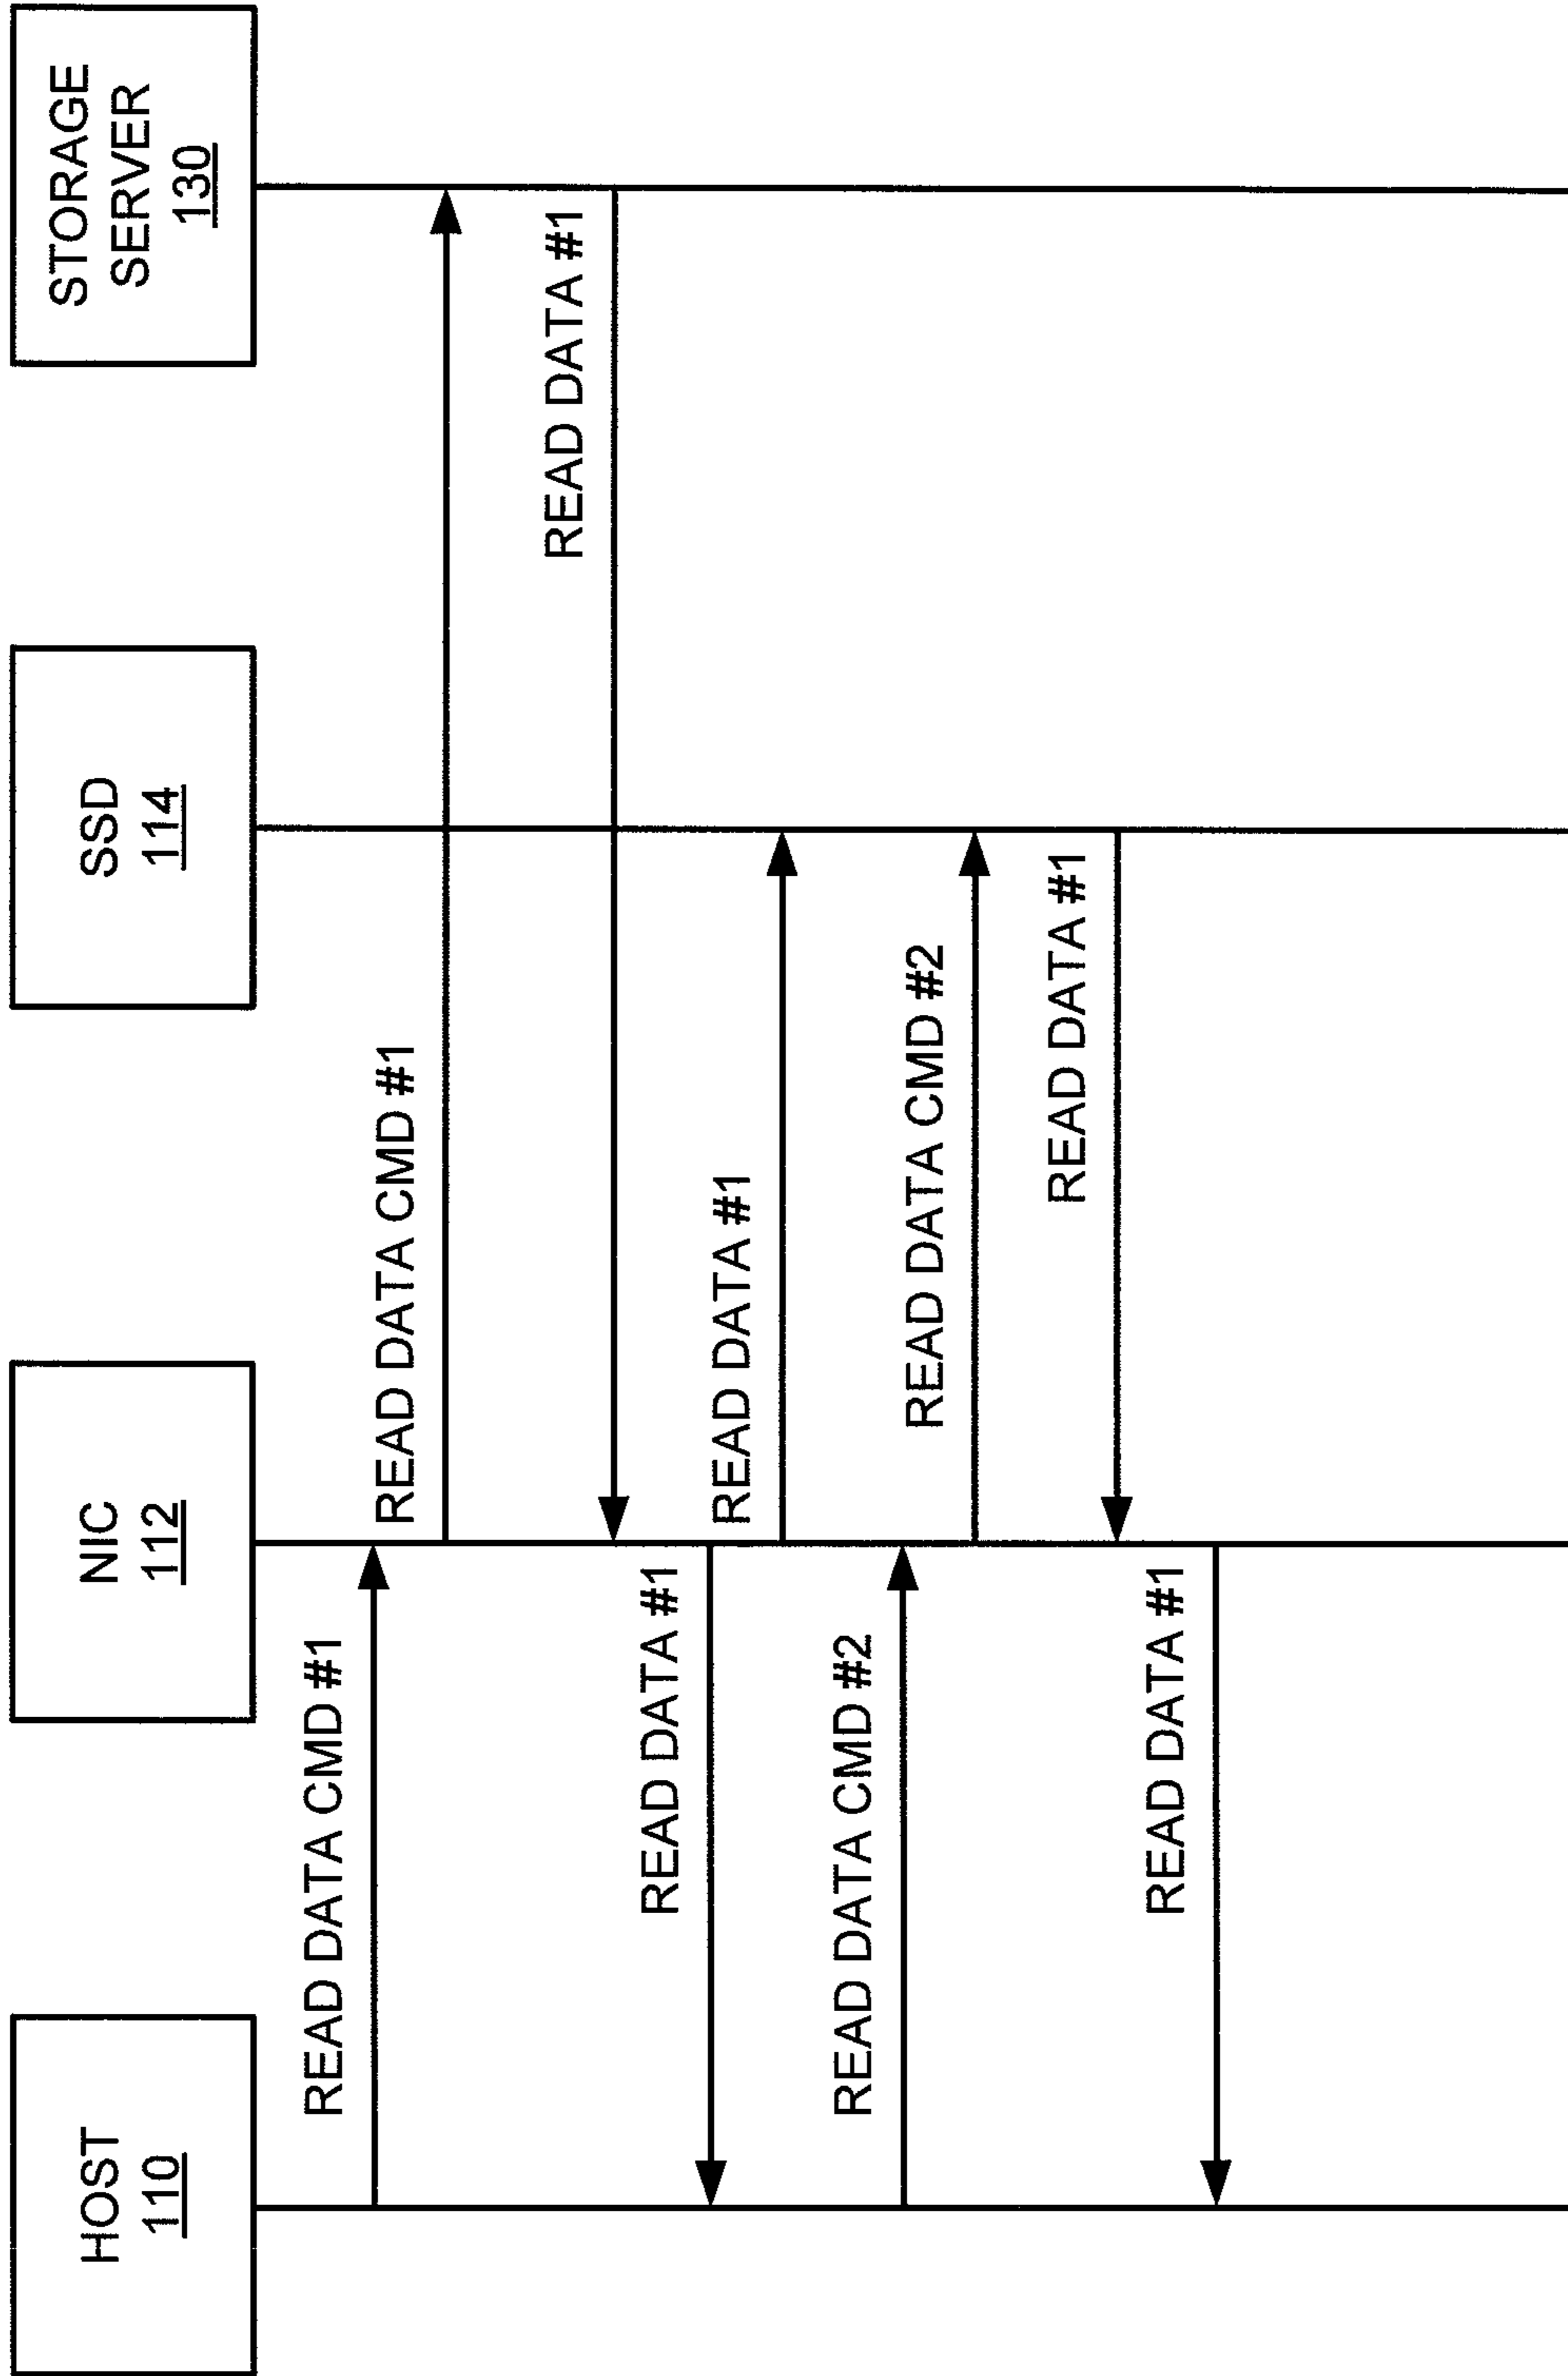 HOST
110
NIC
112
SSD
114
STORAGE
SERVER
130
READ DATA CMD #1
READ DATA CMD #1
READ DATA #1
READ DATA #1
READ DATA #1
READ DATA CMD #2
READ DATA CMD #2
READ DATA #1
READ DATA #1